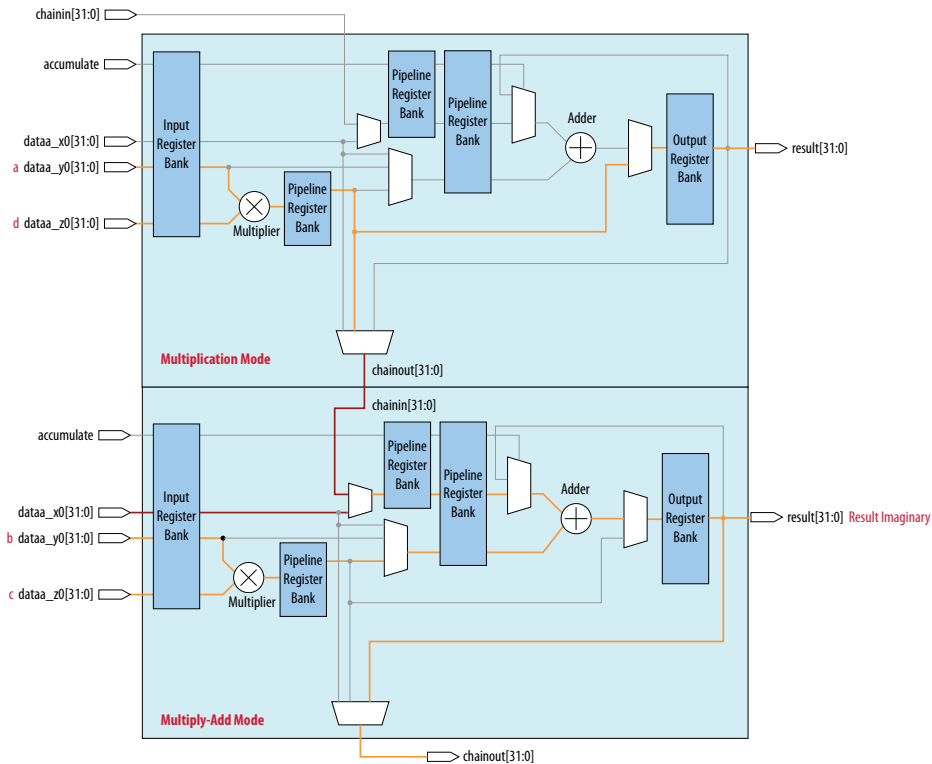 chainin[31:0]
accumulate
dataa_x0[31:0]
a dataa_y0[31:0]
d dataa_z0[31:0]
Input
Register
Bank
Multiplier
Pipeline
Register
Bank
Pipeline
Register
Bank
Pipeline
Register
Bank
Adder
Output
Register
Bank
result[31:0]
Multiplication Mode
chainout[31:0]
chainin[31:0]
accumulate
dataa_x0[31:0]
b dataa_y0[31:0]
c dataa_z0[31:0]
Input
Register
Bank
Multiplier
Pipeline
Register
Bank
Pipeline
Register
Bank
Pipeline
Register
Bank
Adder
Output
Register
Bank
result[31:0] Result Imaginary
Multiply-Add Mode
chainout[31:0]